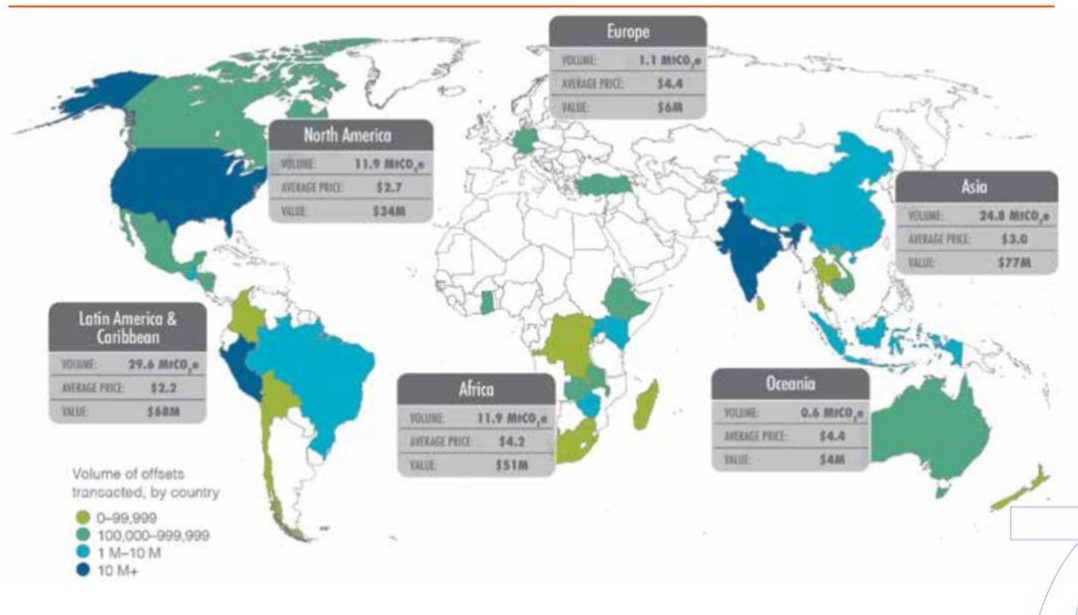 Europe
VOLUME: 1.1 MtCO₂e
AVERAGE PRICE: $4.4
VALUE: $6M
North America
VOLUME: 11.9 MtCO₂e
AVERAGE PRICE: $2.7
VALUE: $34M
Asia
VOLUME: 24.8 MtCO₂e
AVERAGE PRICE: $3.0
VALUE: $77M
Latin America &
Caribbean
VOLUME: 29.6 MtCO₂e
AVERAGE PRICE: $2.2
VALUE: $68M
Africa
VOLUME: 11.9 MtCO₂e
AVERAGE PRICE: $4.2
VALUE: $51M
Oceania
VOLUME: 0.6 MtCO₂e
AVERAGE PRICE: $4.4
VALUE: $4M
Volume of offsets
transacted, by country
0–99,999
100,000–999,999
1 M–10 M
10 M+
7